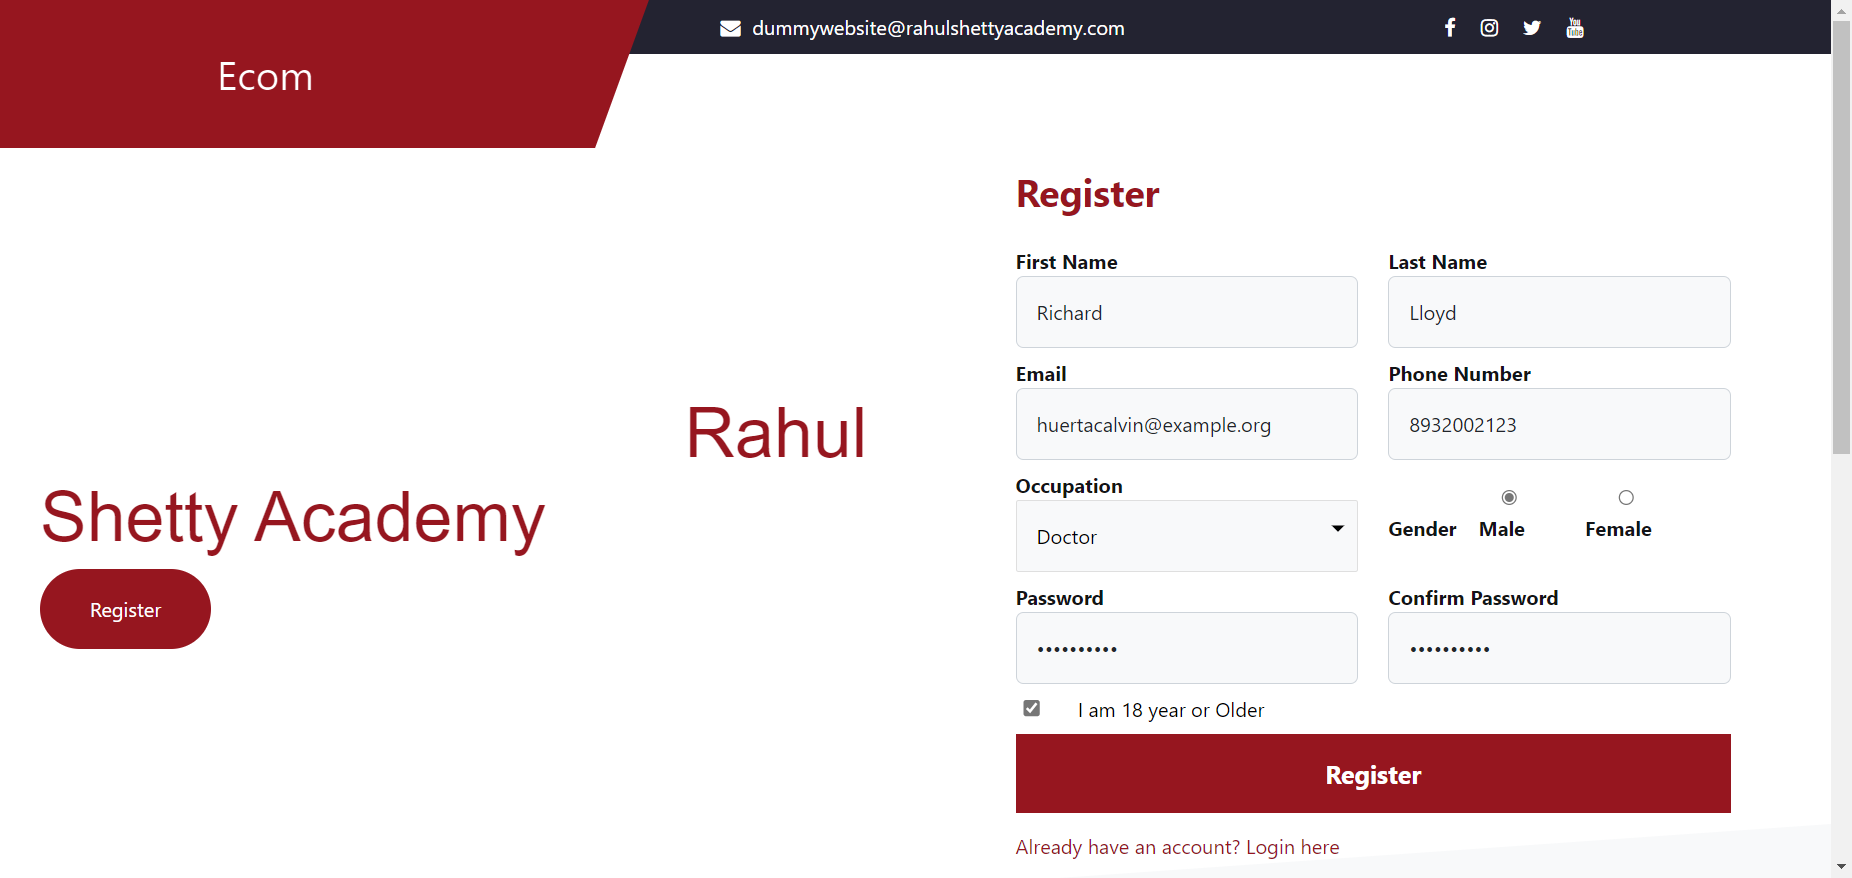 dummywebsite@rahulshettyacademy.com
Ecom
Register
First Name
Last Name
Richard
Lloyd
Email
Phone Number
huertacalvin@example.org
8932002123
Rahul
Shetty Academy
Register
Occupation
Doctor
Gender Male Female
Password
Confirm Password
••••••••••
••••••••••
I am 18 year or Older
Register
Already have an account? Login here